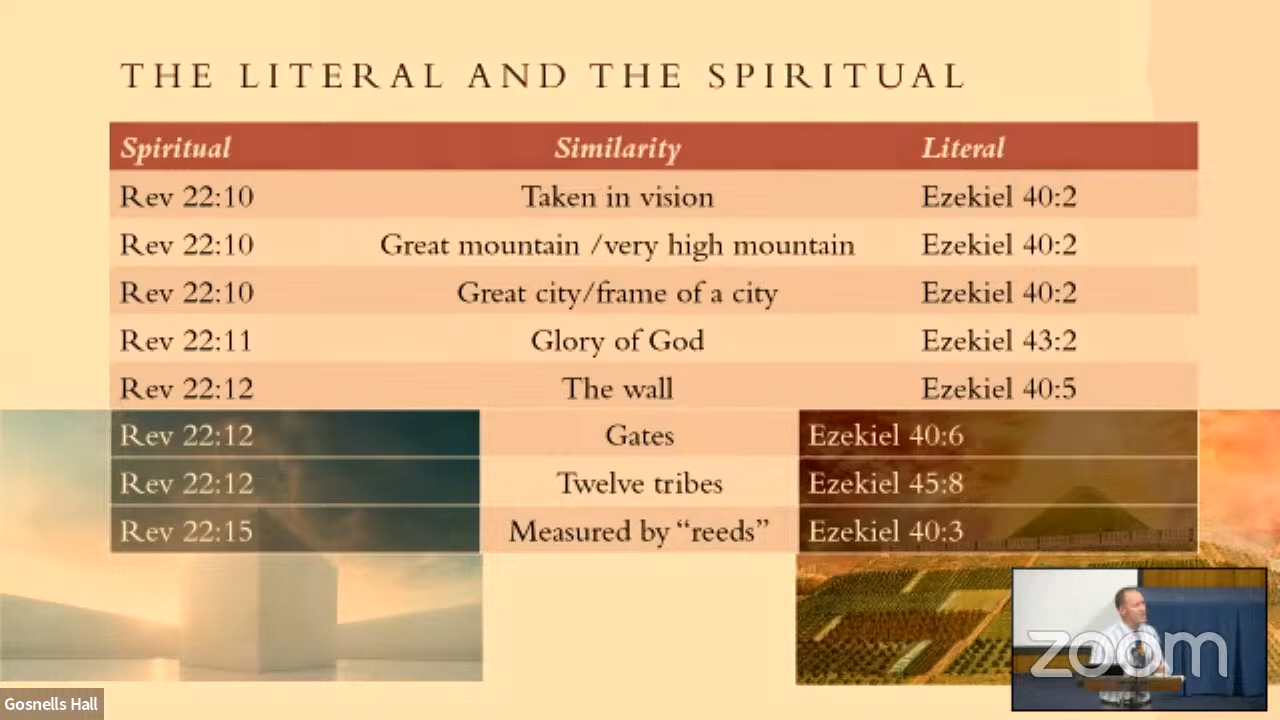 THE LITERAL AND THE SPIRITUAL
Spiritual Similarity Literal
Rev 22:10 Taken in vision Ezekiel 40:2
Rev 22:10 Great mountain /very high mountain Ezekiel 40:2
Rev 22:10 Great city/frame of a city Ezekiel 40:2
Rev 22:11 Glory of God Ezekiel 43:2
Rev 22:12 The wall Ezekiel 40:5
Rev 22:12 Gates Ezekiel 40:6
Rev 22:12 Twelve tribes Ezekiel 45:8
Rev 22:15 Measured by “reeds” Ezekiel 40:3
zoom
Gosnells Hall